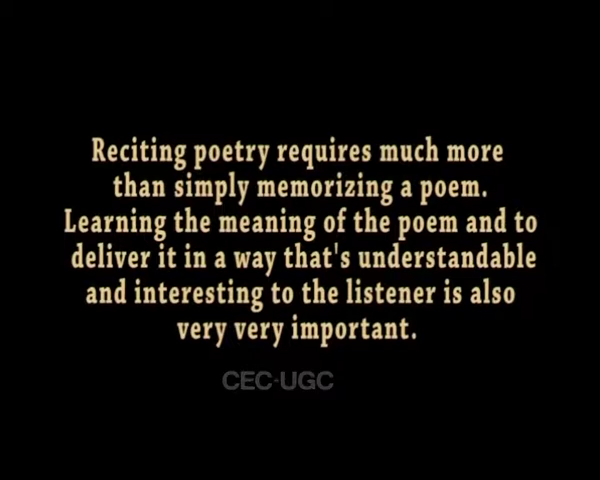 Reciting poetry requires much more
than simply memorizing a poem.
Learning the meaning of the poem and to
deliver it in a way that's understandable
and interesting to the listener is also
very very important.
CEC-UGC